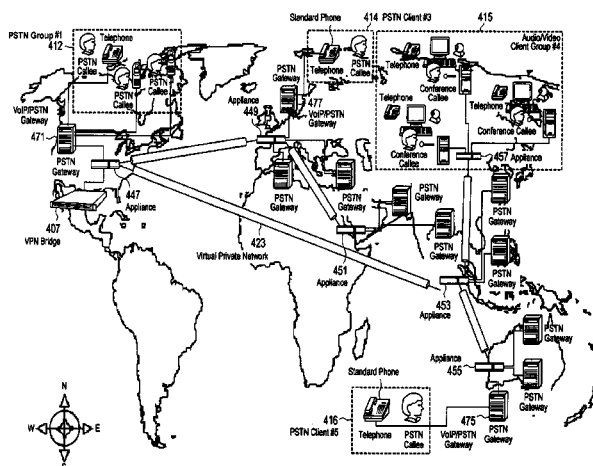 PSTN Group #1
412
Telephone
PSTN Callee
PSTN Callee
PSTN Callee
VoIP/PSTN Gateway
471
PSTN Gateway
447
Appliance
407
VPN Bridge
Standard Phone
414
PSTN Client #3
Telephone
PSTN Callee
PSTN Gateway
477
VoIP/PSTN Gateway
Appliance
449
415
Audio/Video
Client Group #4
Telephone
Conference Callee
Telephone
Conference Callee
Telephone
Conference Callee
457
Appliance
PSTN Gateway
PSTN Gateway
PSTN Gateway
PSTN Gateway
PSTN Gateway
PSTN Gateway
423
Virtual Private Network
451
Appliance
453
Appliance
Appliance
455
PSTN Gateway
PSTN Gateway
PSTN Gateway
475
VoIP/PSTN Gateway
Standard Phone
416
PSTN Client #5
Telephone
PSTN Callee
N
W
E